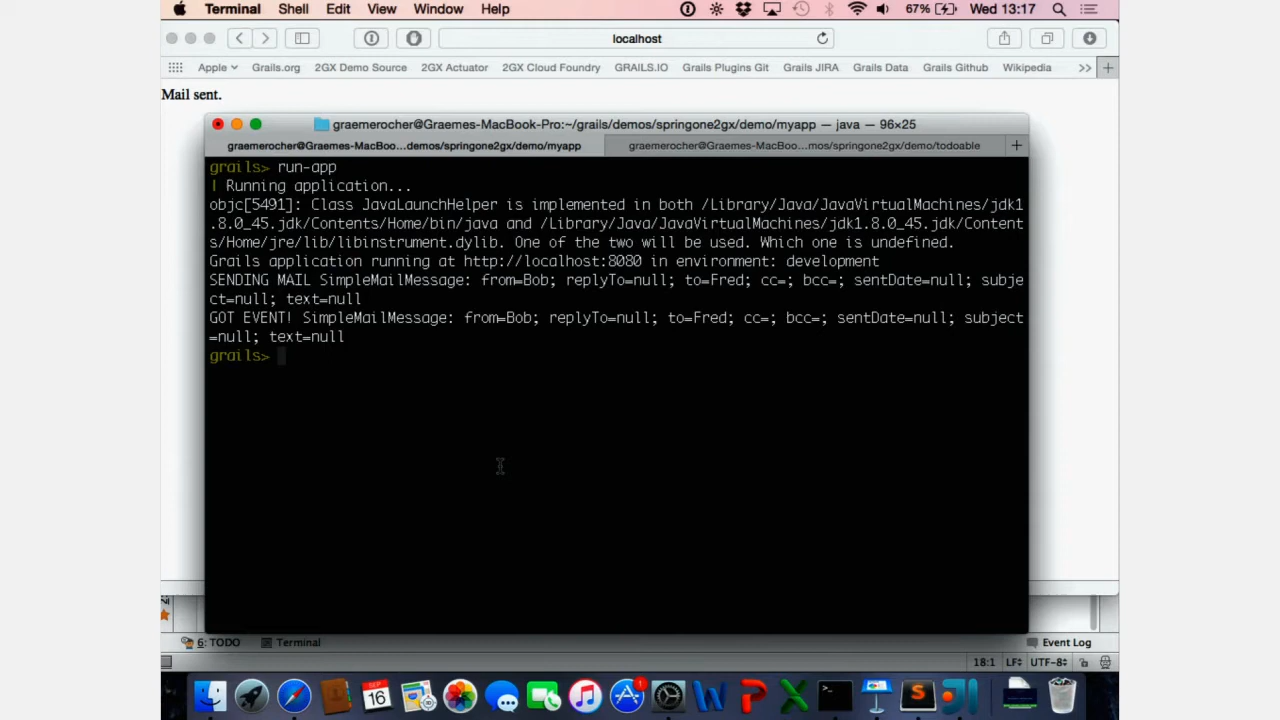 Terminal Shell Edit View Window Help 67% Wed 13:17
localhost
Apple Grails.org 2GX Demo Source 2GX Actuator 2GX Cloud Foundry GRAILS.IO Grails Plugins Git Grails JIRA Grails Data Grails Github Wikipedia >> +
Mail sent.
graemerocher@Graemes-MacBook-Pro:~/grails/demos/springone2gx/demo/myapp — java — 96×25
graemerocher@Graemes-MacBoo...demos/springone2gx/demo/myapp graemerocher@Graemes-MacBoo...mos/springone2gx/demo/todoable +
grails> run-app
| Running application...
objc[5491]: Class JavaLaunchHelper is implemented in both /Library/Java/JavaVirtualMachines/jdk1
.8.0_45.jdk/Contents/Home/bin/java and /Library/Java/JavaVirtualMachines/jdk1.8.0_45.jdk/Content
s/Home/jre/lib/libinstrument.dylib. One of the two will be used. Which one is undefined.
Grails application running at http://localhost:8080 in environment: development
SENDING MAIL SimpleMailMessage: from=Bob; replyTo=null; to=Fred; cc=; bcc=; sentDate=null; subje
ct=null; text=null
GOT EVENT! SimpleMailMessage: from=Bob; replyTo=null; to=Fred; cc=; bcc=; sentDate=null; subject
=null; text=null
grails>
6: TODO Terminal Event Log
18:1 LF UTF-8
SEP 16 1